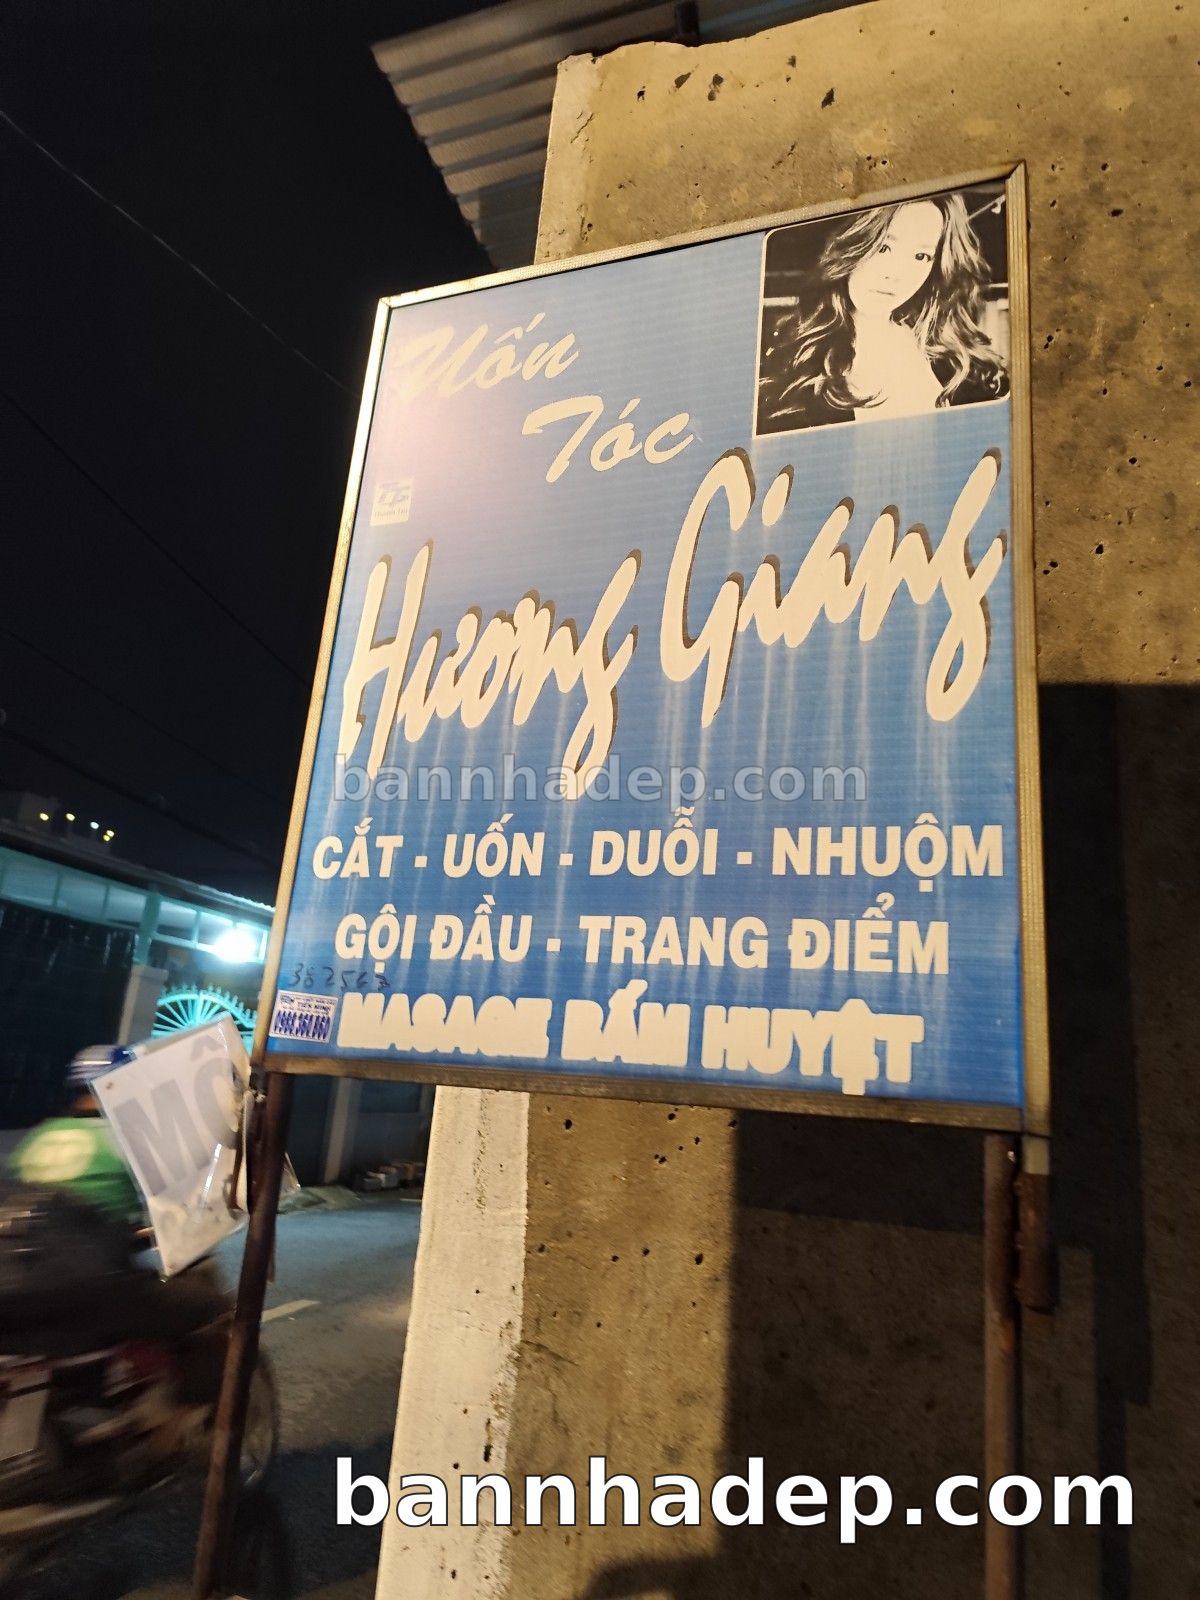 Uốn
Tóc
Hương Giang
bannhadep.com
CẮT - UỐN - DUỖI - NHUỘM
GỘI ĐẦU - TRANG ĐIỂM
MASAGE BẤM HUYỆT
MÔ
bannhadep.com